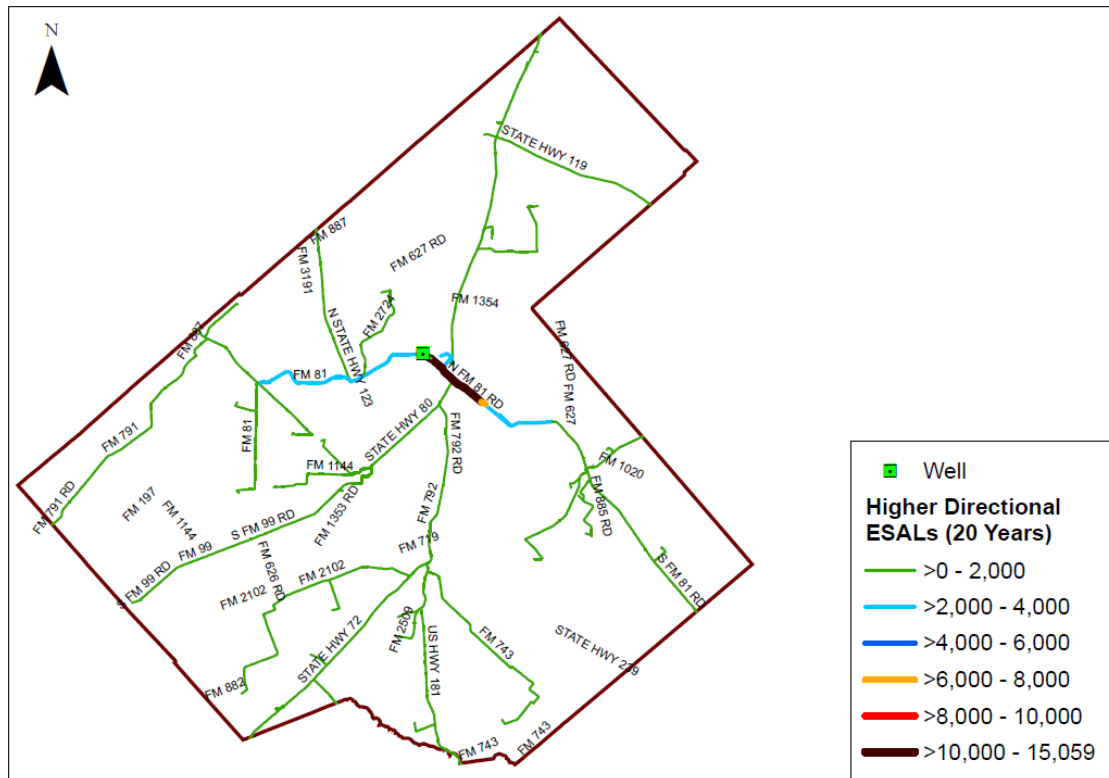 N
STATE HWY 119
FM 887
FM 627 RD
FM 3191
FM 1354
FM 2724
N STATE HWY 123
FM 887
FM 627 RD
FM 81
N FM 81 RD
FM 627
FM 81
STATE HWY 80
FM 791
FM 792 RD
FM 1144
FM 1020
FM 791 RD
FM 197
FM 1144
FM 1353 RD
FM 792
FM 885 RD
S FM 99 RD
FM 99
FM 719
S FM 99 RD
FM 626 RD
FM 2102
FM 2102
S FM 81 RD
STATE HWY 72
FM 2509
US HWY 181
FM 743
STATE HWY 239
FM 882
FM 743
FM 743
Well
Higher Directional
ESALs (20 Years)
>0 - 2,000
>2,000 - 4,000
>4,000 - 6,000
>6,000 - 8,000
>8,000 - 10,000
>10,000 - 15,059